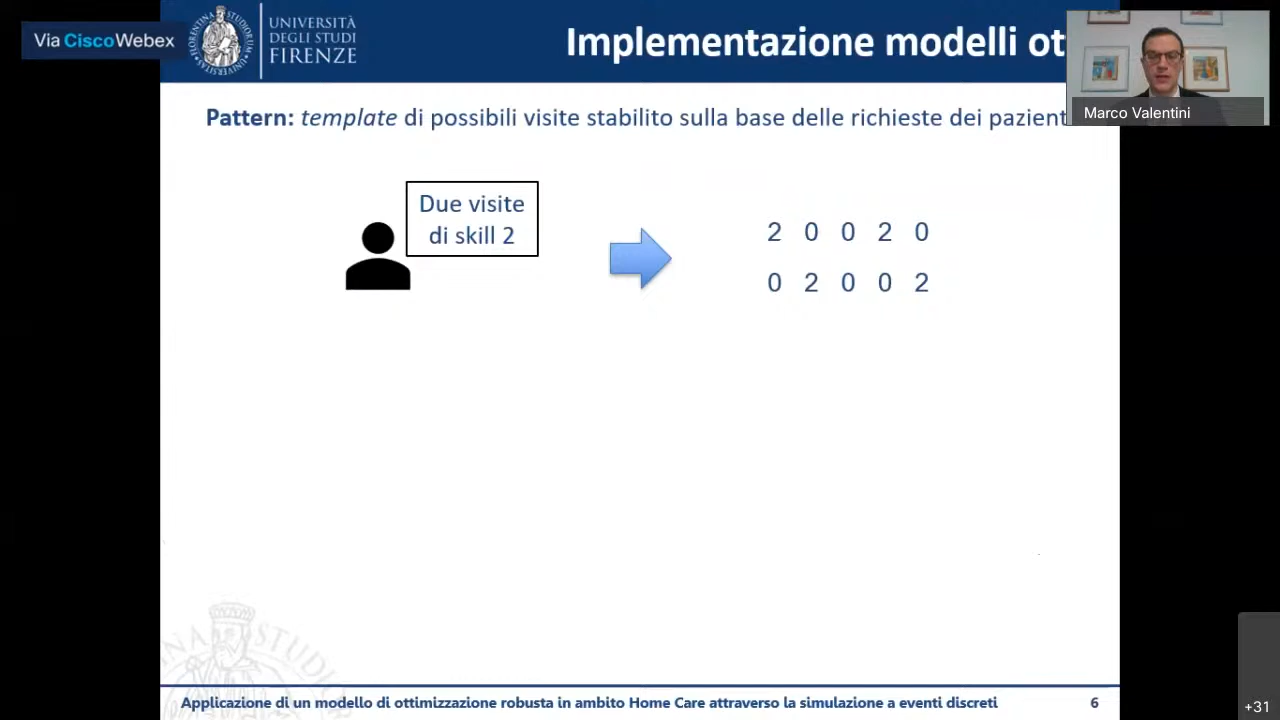 Via CiscoWebex
UNIVERSITÀ
DEGLI STUDI
FIRENZE
Implementazione modelli ot
Marco Valentini
Pattern: template di possibili visite stabilito sulla base delle richieste dei pazient
Due visite
di skill 2
2 0 0 2 0
0 2 0 0 2
Applicazione di un modello di ottimizzazione robusta in ambito Home Care attraverso la simulazione a eventi discreti
6
+31